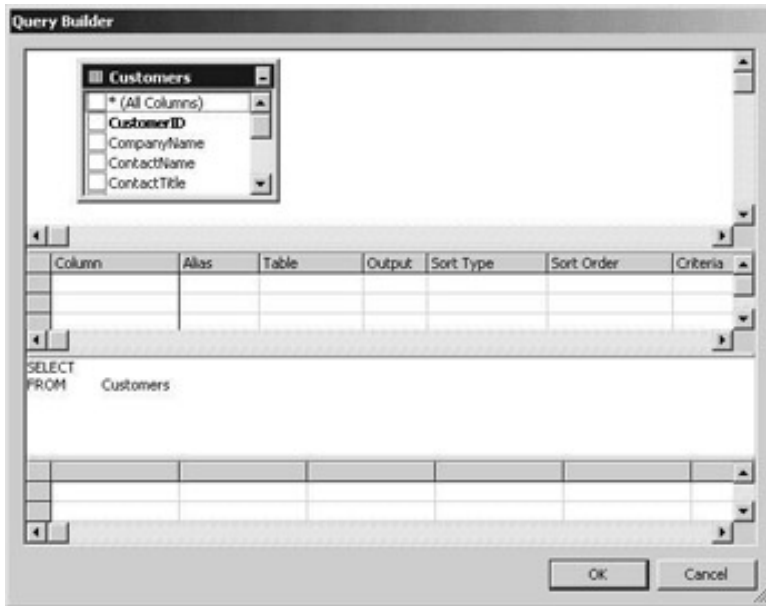 Query Builder
Customers
* (All Columns)
CustomerID
CompanyName
ContactName
ContactTitle
Column Alias Table Output Sort Type Sort Order Criteria
SELECT
FROM Customers
OK Cancel